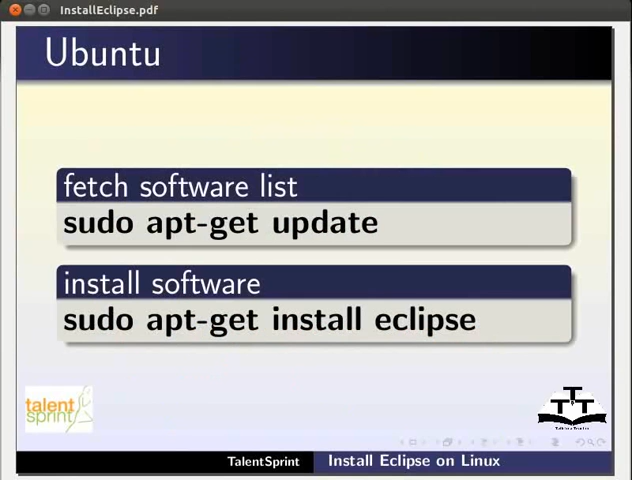 InstallEclipse.pdf
Ubuntu
fetch software list
sudo apt-get update
install software
sudo apt-get install eclipse
talent
sprint
TTT
TalentSprint
Install Eclipse on Linux